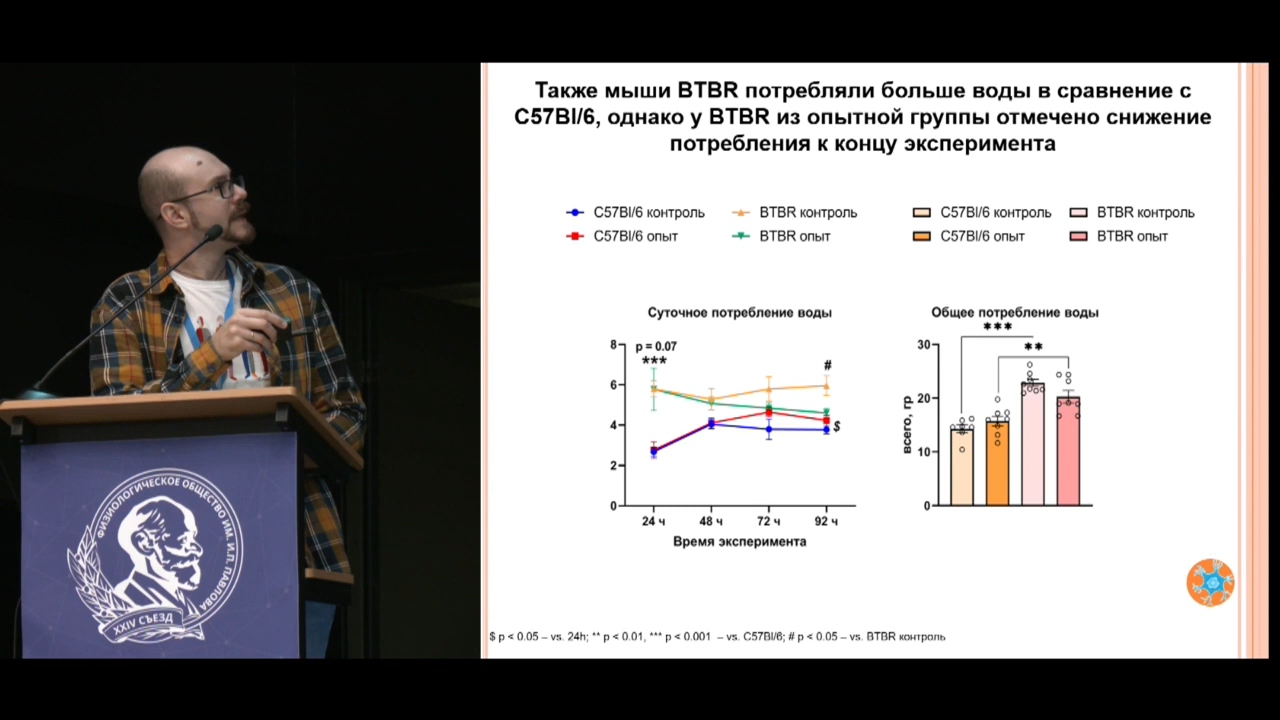 Также мыши BTBR потребляли больше воды в сравнение с
C57Bl/6, однако у BTBR из опытной группы отмечено снижение
потребления к концу эксперимента
C57Bl/6 контроль
BTBR контроль
C57Bl/6 опыт
BTBR опыт
C57Bl/6 контроль
BTBR контроль
C57Bl/6 опыт
BTBR опыт
Суточное потребление воды
p = 0.07
***
#
$
8
6
4
2
0
24 ч 48 ч 72 ч 92 ч
Время эксперимента
Общее потребление воды
***
**
всего, гр
30
20
10
0
$ p < 0.05 – vs. 24h; ** p < 0.01, *** p < 0.001 – vs. C57Bl/6; # p < 0.05 – vs. BTBR контроль
ФИЗИОЛОГИЧЕСКОЕ ОБЩЕСТВО ИМ. И.П. ПАВЛОВА
XXIV СЪЕЗД